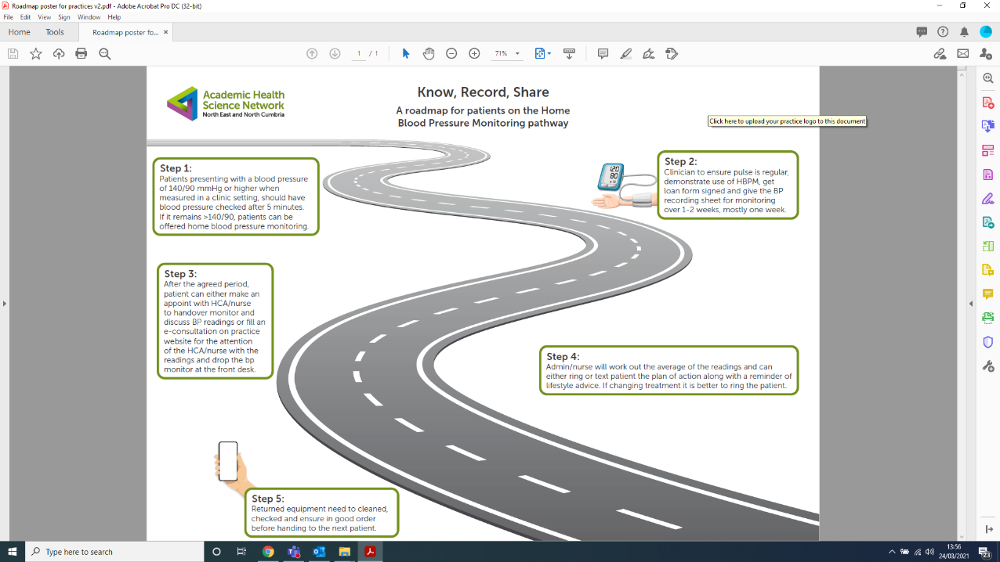 Roadmap poster for practices v2.pdf - Adobe Acrobat Pro DC (32-bit)
File Edit View Sign Window Help
Home Tools Roadmap poster fo... ×
1 / 1 71%
Academic Health
Science Network
North East and North Cumbria
Know, Record, Share
A roadmap for patients on the Home
Blood Pressure Monitoring pathway
Click here to upload your practice logo to this document
Step 1:
Patients presenting with a blood pressure
of 140/90 mmHg or higher when
measured in a clinic setting, should have
blood pressure checked after 5 minutes.
If it remains >140/90, patients can be
offered home blood pressure monitoring.
120
80
Step 2:
Clinician to ensure pulse is regular,
demonstrate use of HBPM, get
loan form signed and give the BP
recording sheet for monitoring
over 1-2 weeks, mostly one week.
Step 3:
After the agreed period,
patient can either make an
appoint with HCA/nurse
to handover monitor and
discuss BP readings or fill an
e-consultation on practice
website for the attention
of the HCA/nurse with the
readings and drop the bp
monitor at the front desk.
Step 4:
Admin/nurse will work out the average of the readings and can
either ring or text patient the plan of action along with a reminder of
lifestyle advice. If changing treatment it is better to ring the patient.
Step 5:
Returned equipment need to cleaned,
checked and ensure in good order
before handing to the next patient.
Type here to search
13:56
24/03/2021
23